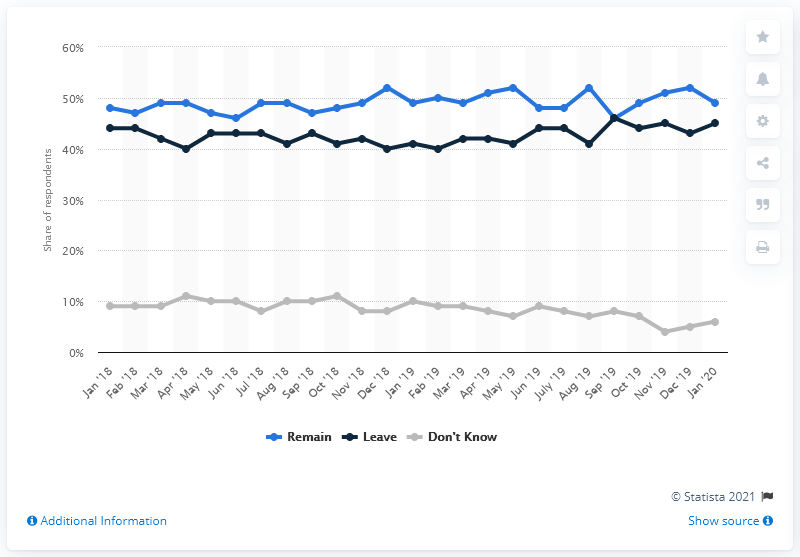 60%
50%
40%
30%
20%
10%
0%
Share of respondents
Jan '18
Feb '18
Mar '18
Apr '18
May '18
Jun '18
Jul '18
Aug '18
Sep '18
Oct '18
Nov '18
Dec '18
Jan '19
Feb '19
Mar '19
Apr '19
May '19
Jun '19
July '19
Aug '19
Sep '19
Oct '19
Nov '19
Dec '19
Jan '20
Remain Leave Don't Know
© Statista 2021
Additional Information Show source